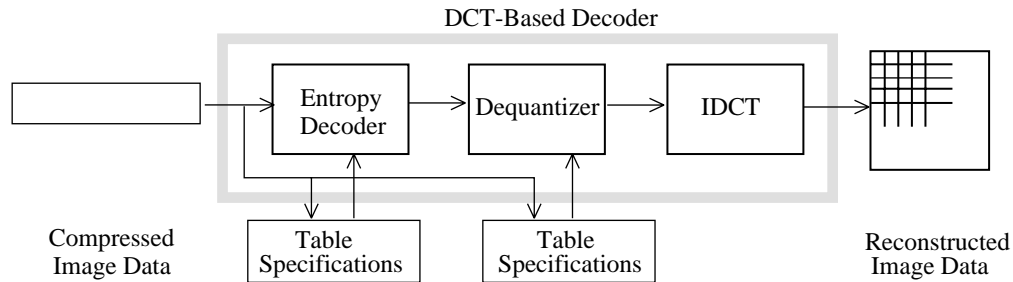 DCT-Based Decoder
Entropy
Decoder
Dequantizer
IDCT
Compressed
Image Data
Table
Specifications
Table
Specifications
Reconstructed
Image Data